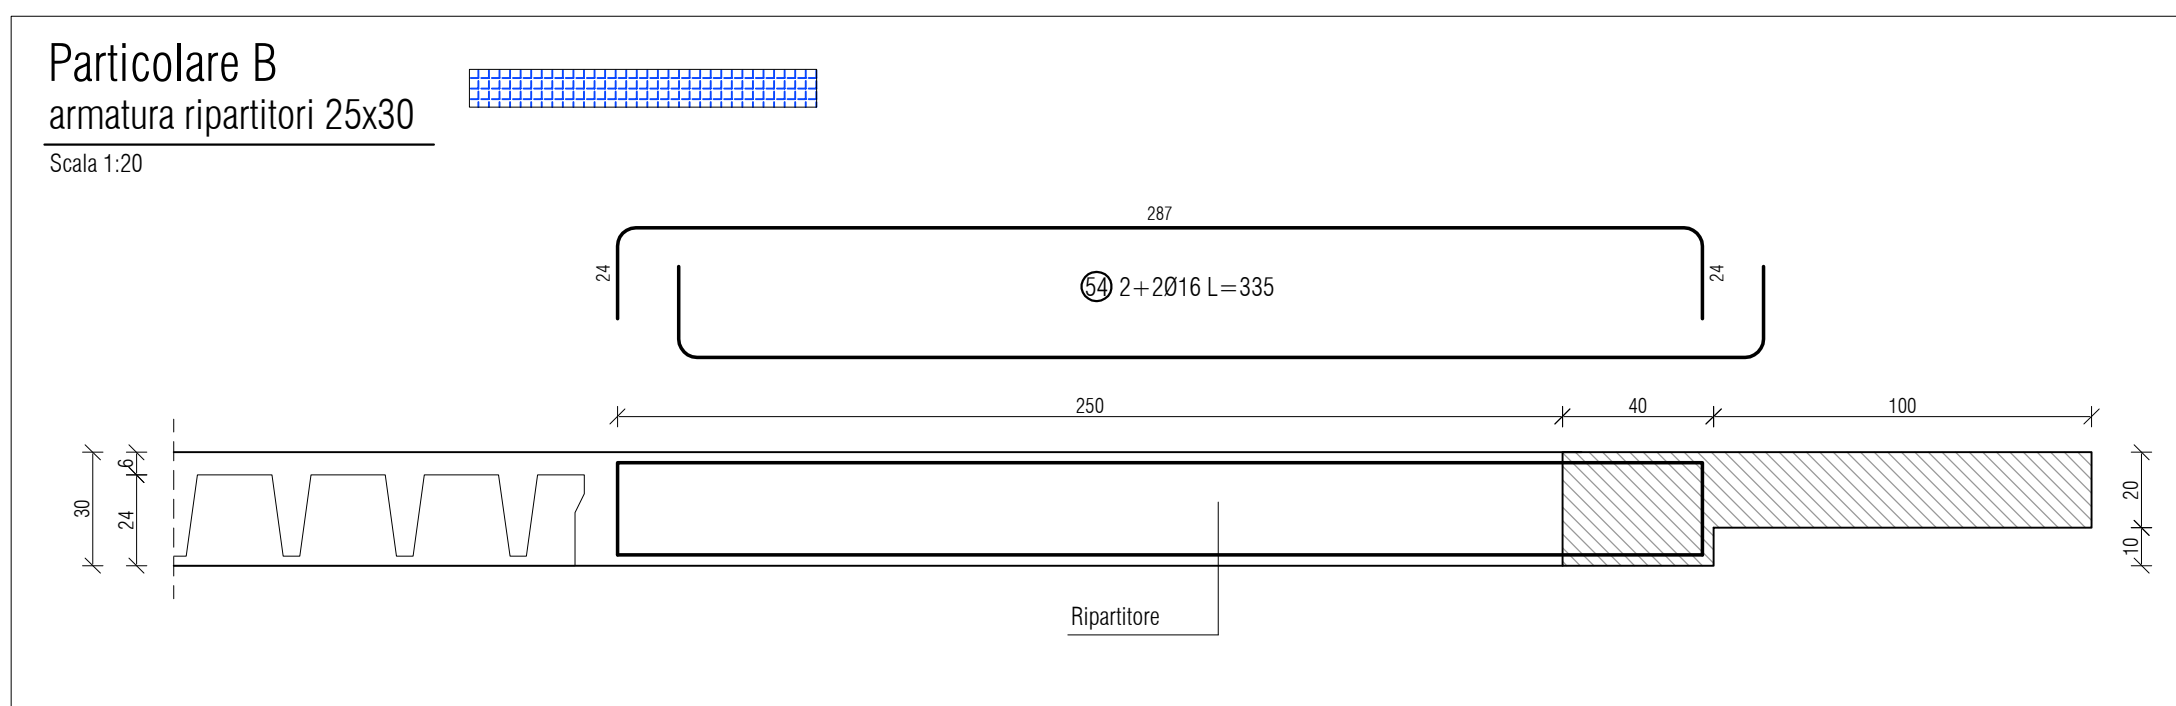 Particolare B
armatura ripartitori 25x30
Scala 1:20
287
24
24
54 2+2Ø16 L=335
250
40
100
6
30
24
20
10
Ripartitore